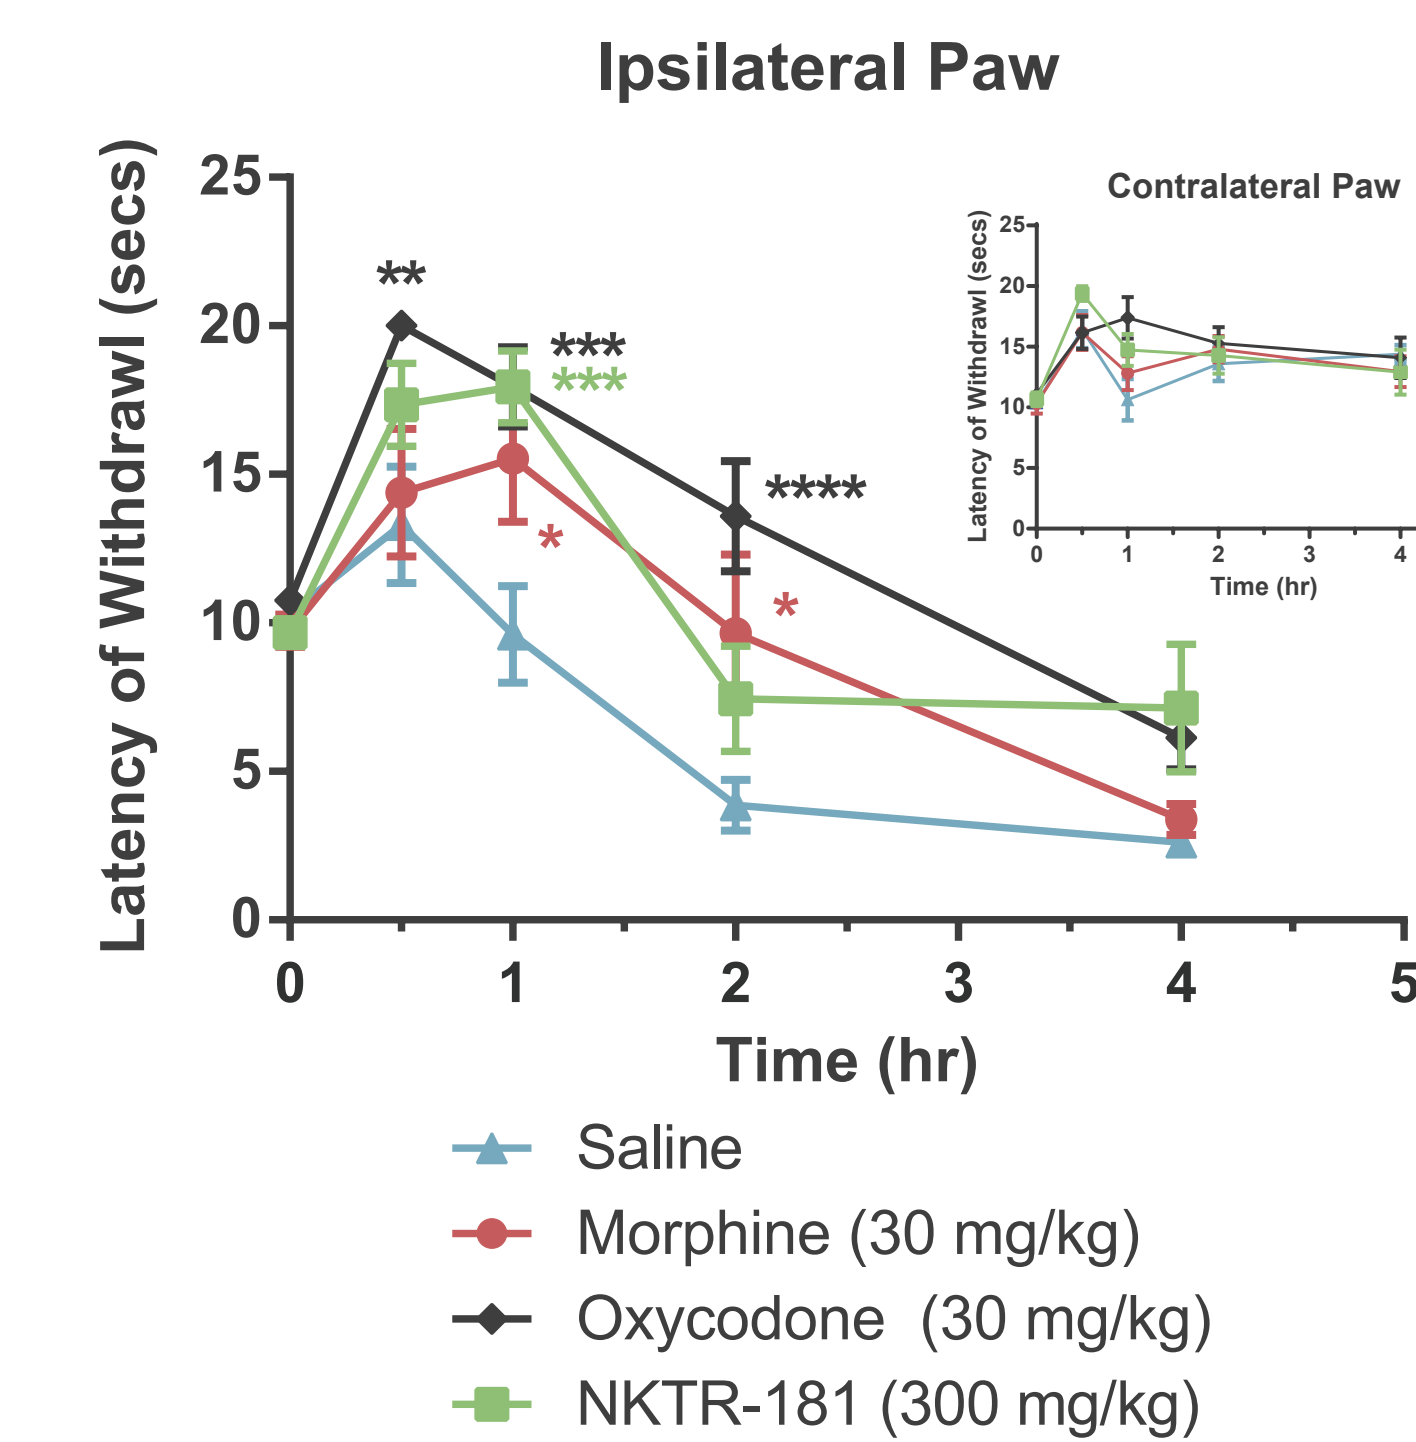 Ipsilateral Paw
Latency of Withdrawl (secs)
25
20
15
10
5
0
0 1 2 3 4 5
Time (hr)
**
***
***
*
****
*
Contralateral Paw
Latency of Withdrawl (secs)
25
20
15
10
5
0
0 1 2 3 4
Time (hr)
Saline
Morphine (30 mg/kg)
Oxycodone (30 mg/kg)
NKTR-181 (300 mg/kg)